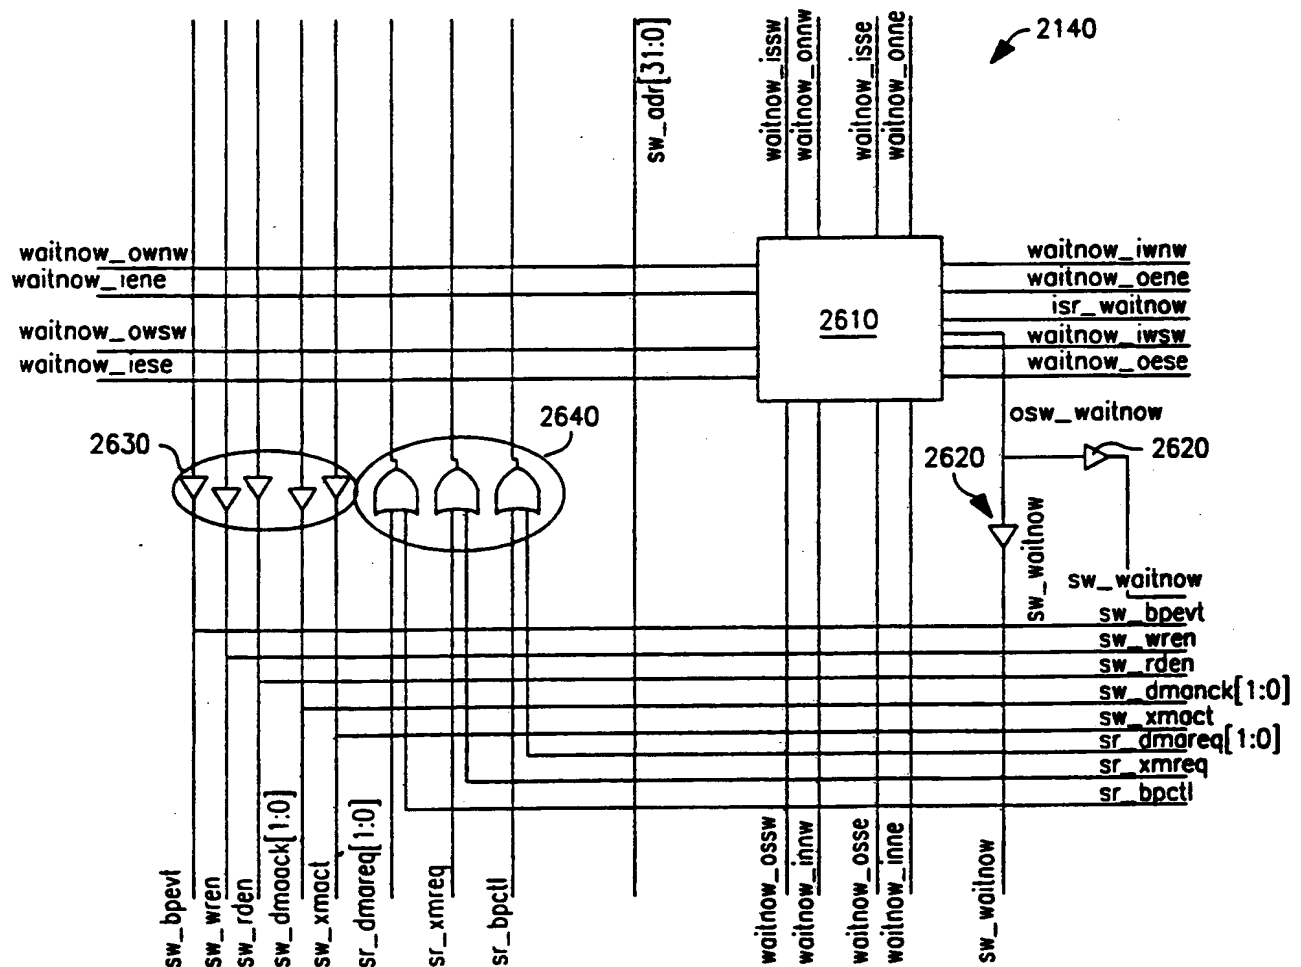 sw_adr[31:0]
waitnow_issw
waitnow_onnw
waitnow_isse
waitnow_onne
2140
waitnow_ownw
waitnow_iene
waitnow_owsw
waitnow_iese
2610
waitnow_iwnw
waitnow_oene
isr_waitnow
waitnow_iwsw
waitnow_oese
osw_waitnow
2630
2640
2620
2620
sw_waitnow
sw_waitnow
sw_bpevt
sw_wren
sw_rden
sw_dmanck[1:0]
sw_xmact
sr_dmareq[1:0]
sr_xmreq
sr_bpctl
sw_bpevt
sw_wren
sw_rden
sw_dmaack[1:0]
sw_xmact
sr_dmareq[1:0]
sr_xmreq
sr_bpctl
waitnow_ossw
waitnow_innw
waitnow_osse
waitnow_inne
sw_waitnow